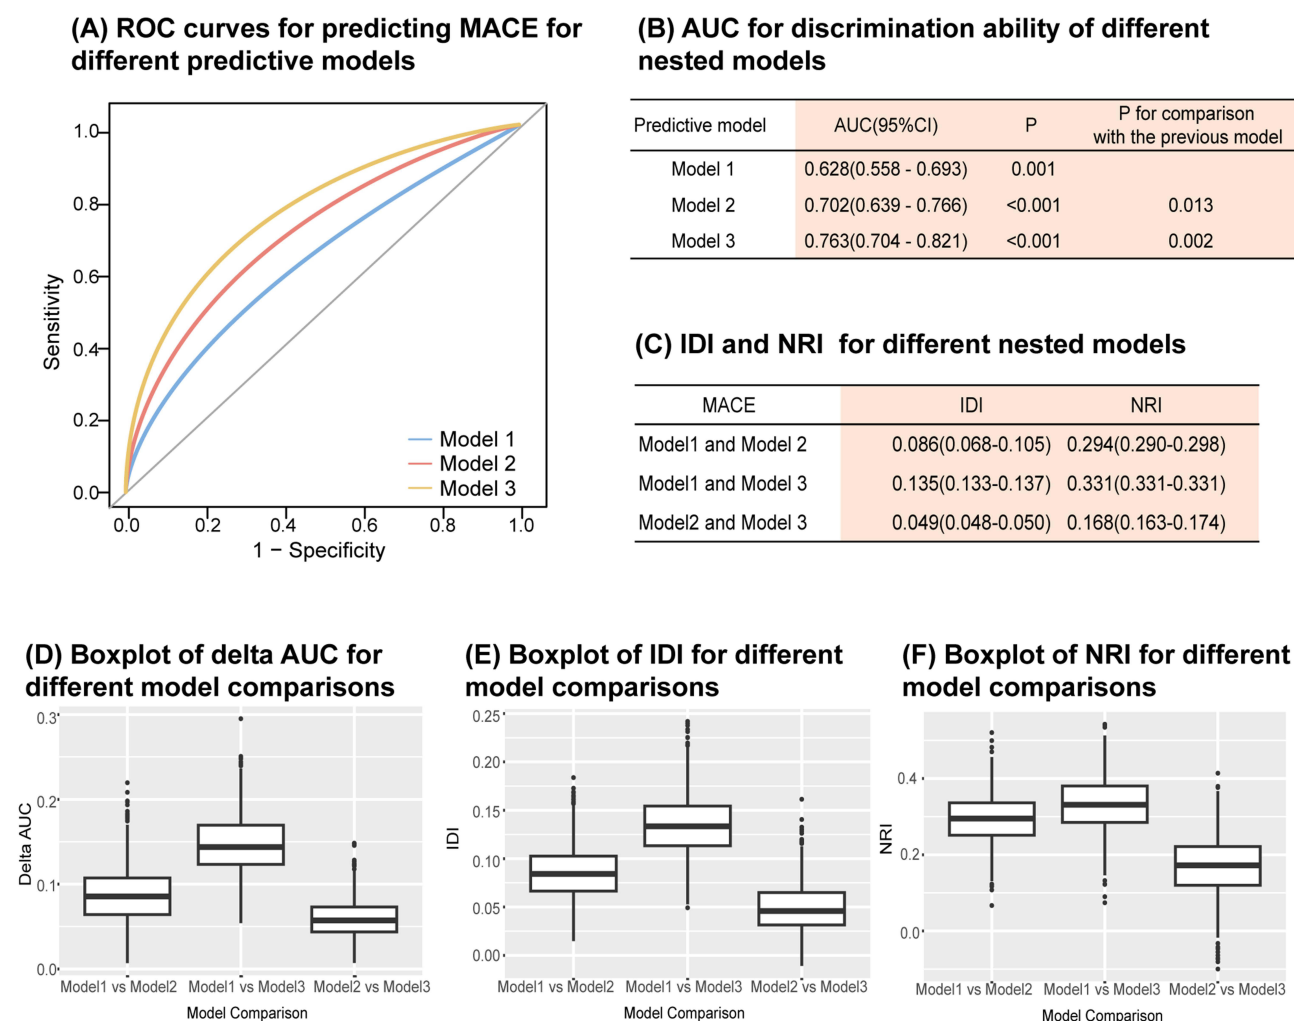 (A) ROC curves for predicting MACE for
different predictive models
1.0
0.8
0.6
0.4
0.2
0.0
Sensitivity
Model 1
Model 2
Model 3
0.0 0.2 0.4 0.6 0.8 1.0
1 − Specificity
(B) AUC for discrimination ability of different
nested models
Predictive model AUC(95%CI) P P for comparison
with the previous model
Model 1 0.628(0.558 - 0.693) 0.001
Model 2 0.702(0.639 - 0.766) <0.001 0.013
Model 3 0.763(0.704 - 0.821) <0.001 0.002
(C) IDI and NRI for different nested models
MACE IDI NRI
Model1 and Model 2 0.086(0.068-0.105) 0.294(0.290-0.298)
Model1 and Model 3 0.135(0.133-0.137) 0.331(0.331-0.331)
Model2 and Model 3 0.049(0.048-0.050) 0.168(0.163-0.174)
(D) Boxplot of delta AUC for
different model comparisons
0.3
0.2
0.1
0.0
Delta AUC
Model1 vs Model2 Model1 vs Model3 Model2 vs Model3
Model Comparison
(E) Boxplot of IDI for different
model comparisons
0.25
0.20
0.15
0.10
0.05
0.00
IDI
Model1 vs Model2 Model1 vs Model3 Model2 vs Model3
Model Comparison
(F) Boxplot of NRI for different
model comparisons
0.4
0.2
0.0
NRI
Model1 vs Model2 Model1 vs Model3 Model2 vs Model3
Model Comparison